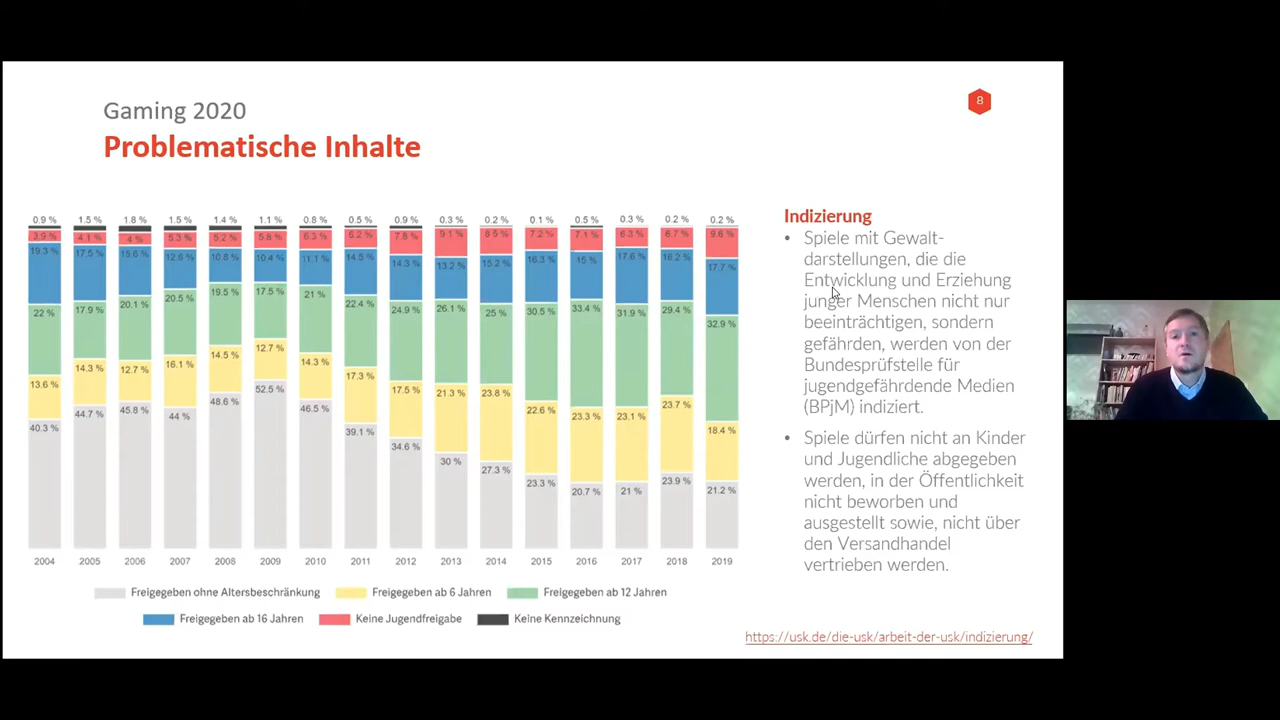 8
Gaming 2020
Problematische Inhalte
0.9 % 1.5 % 1.8 % 1.5 % 1.4 % 1.1 % 0.8 % 0.5 % 0.9 % 0.3 % 0.2 % 0.1 % 0.5 % 0.3 % 0.2 % 0.2 %
3.9 % 4.1 % 4 % 5.3 % 5.2 % 5.8 % 6.3 % 6.2 % 7.8 % 9.1 % 8.5 % 7.2 % 7.1 % 6.3 % 6.7 % 9.6 %
19.3 % 17.5 % 15.6 % 12.6 % 10.8 % 10.4 % 11.1 % 14.5 % 14.3 % 13.2 % 15.2 % 16.3 % 15 % 17.6 % 16.2 % 17.7 %
22 % 17.9 % 20.1 % 20.5 % 19.5 % 17.5 % 21 % 22.4 % 24.9 % 26.1 % 25 % 30.5 % 33.4 % 31.9 % 29.4 % 32.9 %
13.6 % 14.3 % 12.7 % 16.1 % 14.5 % 12.7 % 14.3 % 17.3 % 17.5 % 21.3 % 23.8 % 22.6 % 23.3 % 23.1 % 23.7 % 18.4 %
40.3 % 44.7 % 45.8 % 44 % 48.6 % 52.5 % 46.5 % 39.1 % 34.6 % 30 % 27.3 % 23.3 % 20.7 % 21 % 23.9 % 21.2 %
2004 2005 2006 2007 2008 2009 2010 2011 2012 2013 2014 2015 2016 2017 2018 2019
Freigegeben ohne Altersbeschränkung Freigegeben ab 6 Jahren Freigegeben ab 12 Jahren
Freigegeben ab 16 Jahren Keine Jugendfreigabe Keine Kennzeichnung
Indizierung
• Spiele mit Gewalt-
darstellungen, die die
Entwicklung und Erziehung
junger Menschen nicht nur
beeinträchtigen, sondern
gefährden, werden von der
Bundesprüfstelle für
jugendgefährdende Medien
(BPjM) indiziert.
• Spiele dürfen nicht an Kinder
und Jugendliche abgegeben
werden, in der Öffentlichkeit
nicht beworben und
ausgestellt sowie, nicht über
den Versandhandel
vertrieben werden.
https://usk.de/die-usk/arbeit-der-usk/indizierung/